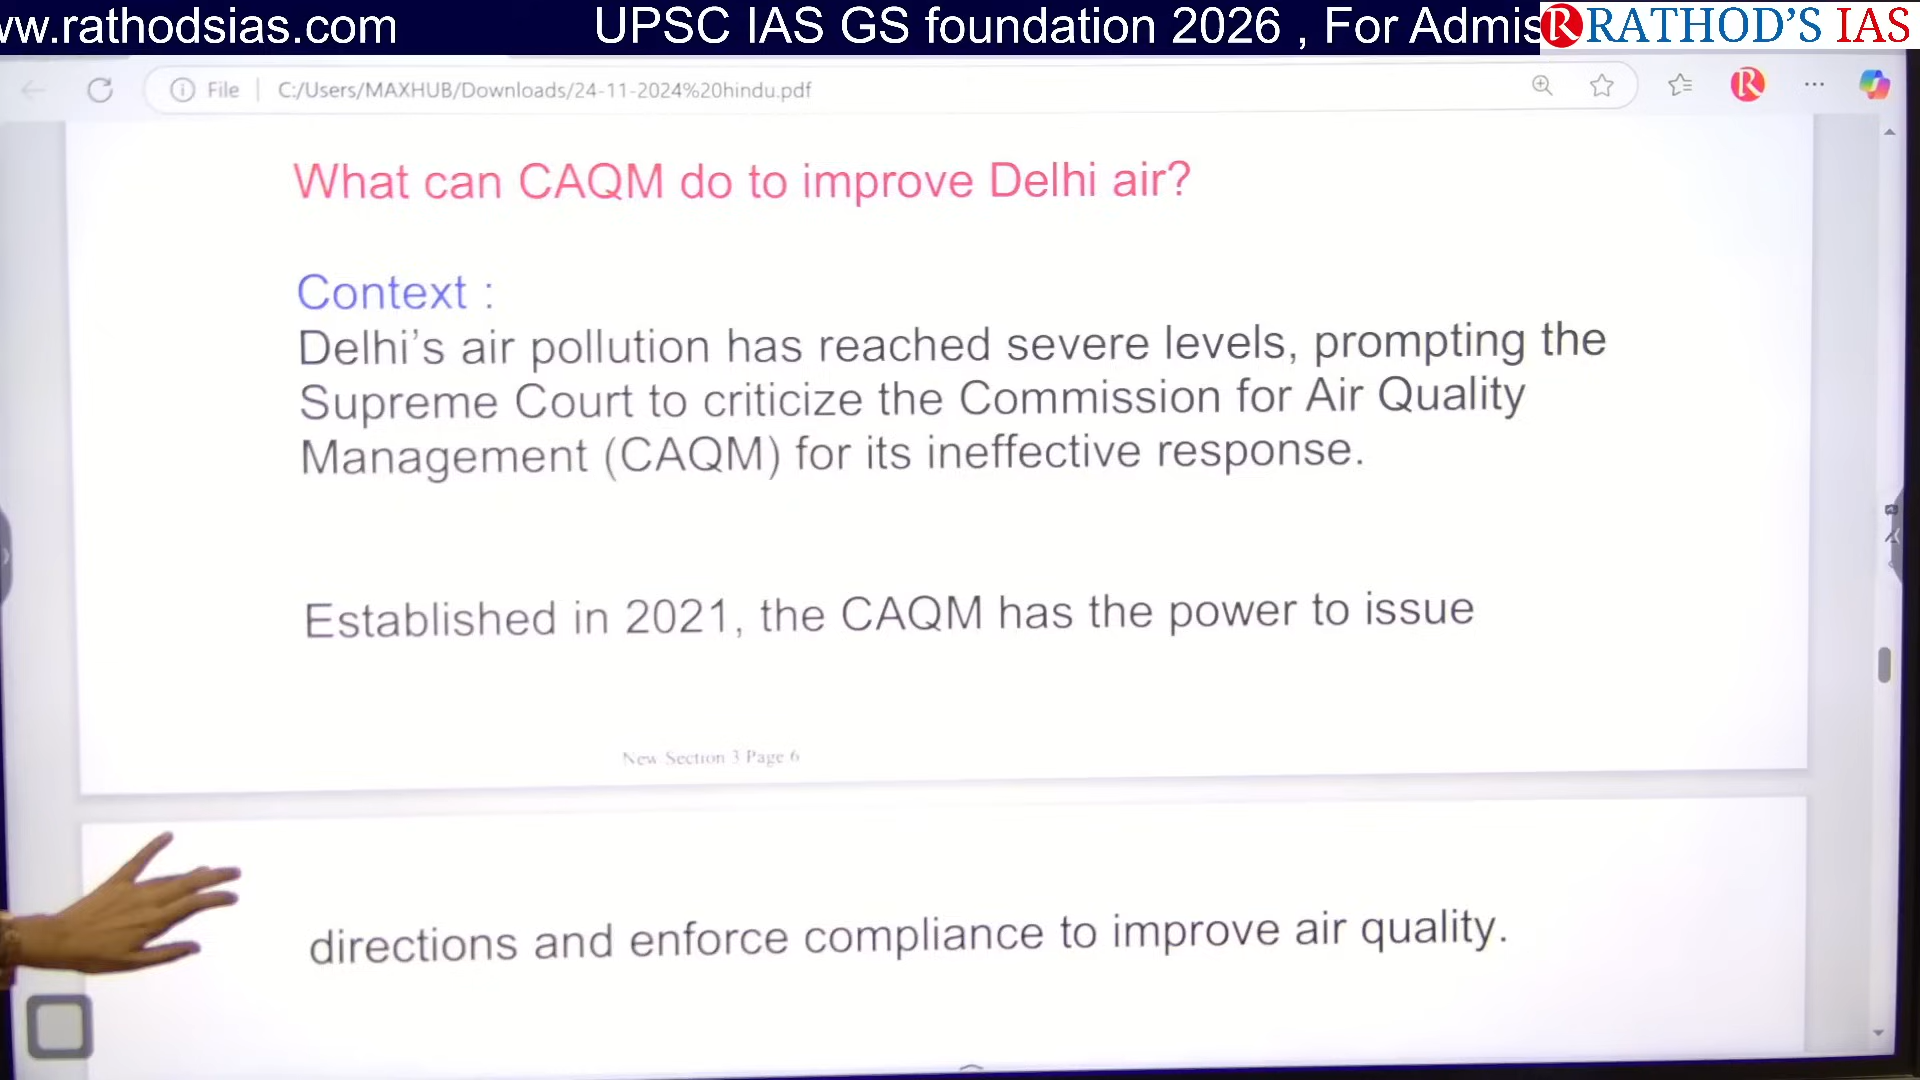 ww.rathodsias.com
UPSC IAS GS foundation 2026 , For Admis
RATHOD'S IAS
File
C:/Users/MAXHUB/Downloads/24-11-2024%20hindu.pdf
What can CAQM do to improve Delhi air?
Context :
Delhi’s air pollution has reached severe levels, prompting the
Supreme Court to criticize the Commission for Air Quality
Management (CAQM) for its ineffective response.
Established in 2021, the CAQM has the power to issue
New Section 3 Page 6
directions and enforce compliance to improve air quality.